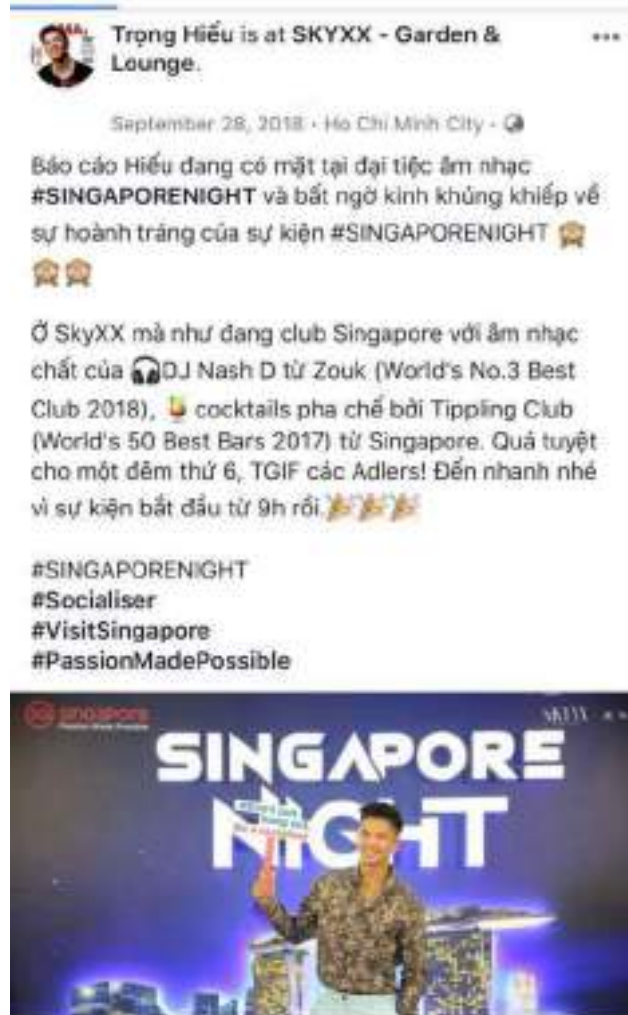 Trọng Hiếu is at SKYXX - Garden &
Lounge.
September 28, 2018 · Ho Chi Minh City ·
Báo cáo Hiếu đang có mặt tại đại tiệc âm nhạc
#SINGAPORENIGHT và bất ngờ kinh khủng khiếp về
sự hoành tráng của sự kiện #SINGAPORENIGHT 🙈
🙈🙈
Ở SkyXX mà như đang club Singapore với âm nhạc
chất của 🎧DJ Nash D từ Zouk (World's No.3 Best
Club 2018), 🍹 cocktails pha chế bởi Tippling Club
(World's 50 Best Bars 2017) từ Singapore. Quá tuyệt
cho một đêm thứ 6, TGIF các Adlers! Đến nhanh nhé
vì sự kiện bắt đầu từ 9h rồi.🎉🎉🎉
#SINGAPORENIGHT
#Socialiser
#VisitSingapore
#PassionMadePossible
Singapore
Passion Made Possible
SKYXX
SINGAPORE
NIGHT